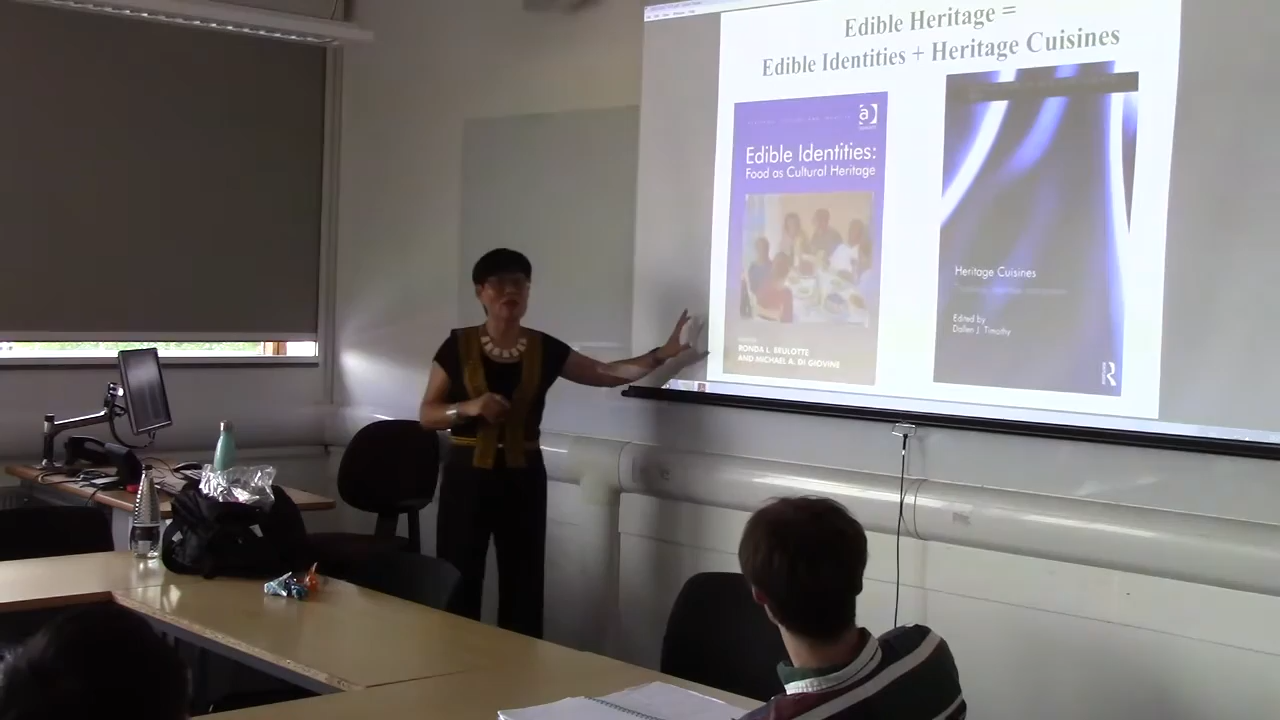 Edible Heritage =
Edible Identities + Heritage Cuisines
Edible Identities:
Food as Cultural Heritage
RONDA L. BRULOTTE
AND MICHAEL A. DI GIOVINE
Heritage Cuisines
Edited by
Dallen J. Timothy